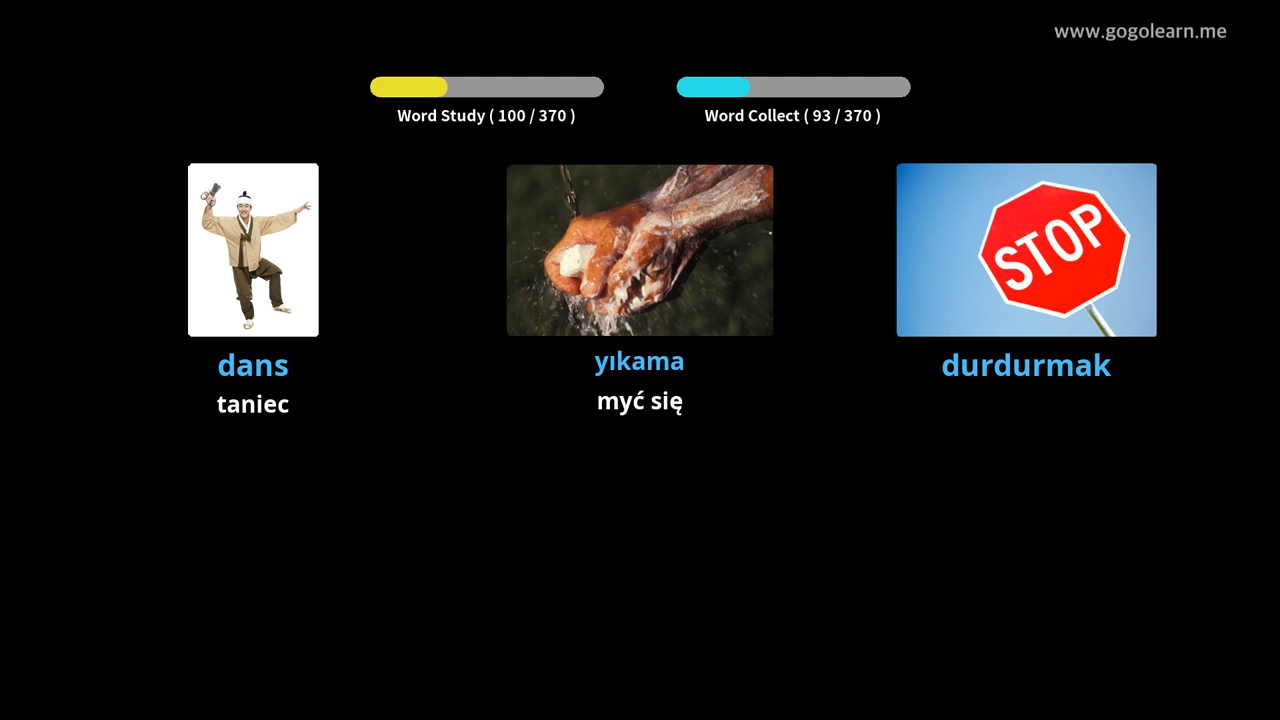 www.gogolearn.me
Word Study ( 100 / 370 )
Word Collect ( 93 / 370 )
STOP
dans
taniec
yıkama
myć się
durdurmak